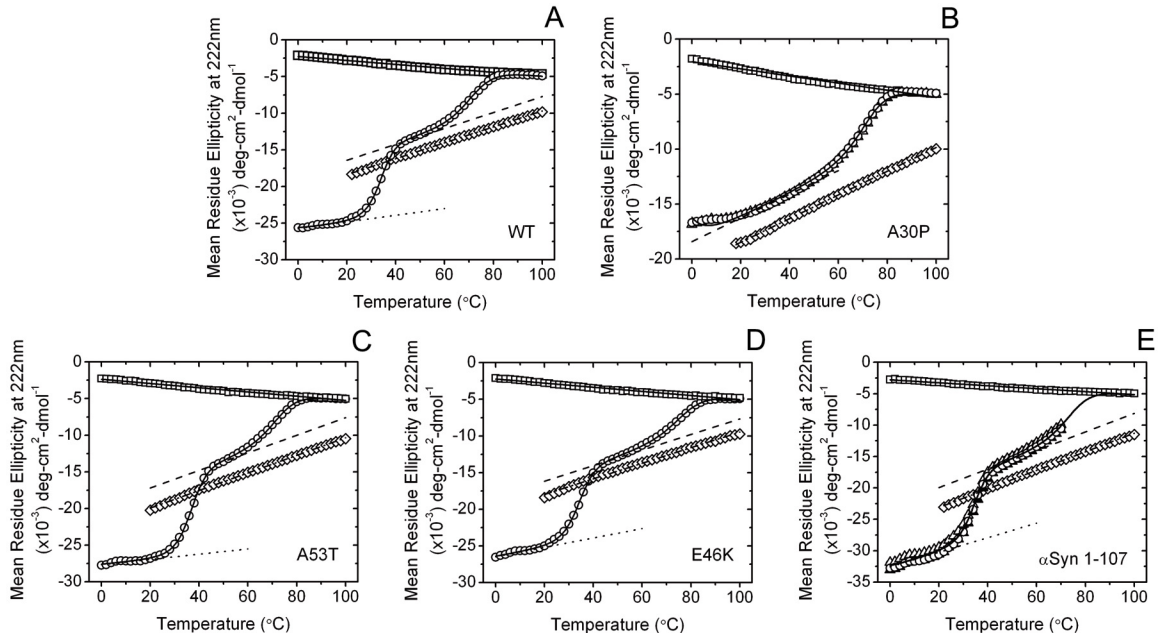 A
Mean Residue Ellipticity at 222nm
(x10⁻³) deg-cm²-dmol⁻¹
0
-5
-10
-15
-20
-25
-30
WT
0 20 40 60 80 100
Temperature (°C)
B
Mean Residue Ellipticity at 222nm
(x10⁻³) deg-cm²-dmol⁻¹
0
-5
-10
-15
-20
A30P
0 20 40 60 80 100
Temperature (°C)
C
Mean Residue Ellipticity at 222nm
(x10⁻³) deg-cm²-dmol⁻¹
0
-5
-10
-15
-20
-25
-30
A53T
0 20 40 60 80 100
Temperature (°C)
D
Mean Residue Ellipticity at 222nm
(x10⁻³) deg-cm²-dmol⁻¹
0
-5
-10
-15
-20
-25
-30
E46K
0 20 40 60 80 100
Temperature (°C)
E
Mean Residue Ellipticity at 222nm
(x10⁻³) deg-cm²-dmol⁻¹
0
-5
-10
-15
-20
-25
-30
-35
αSyn 1-107
0 20 40 60 80 100
Temperature (°C)